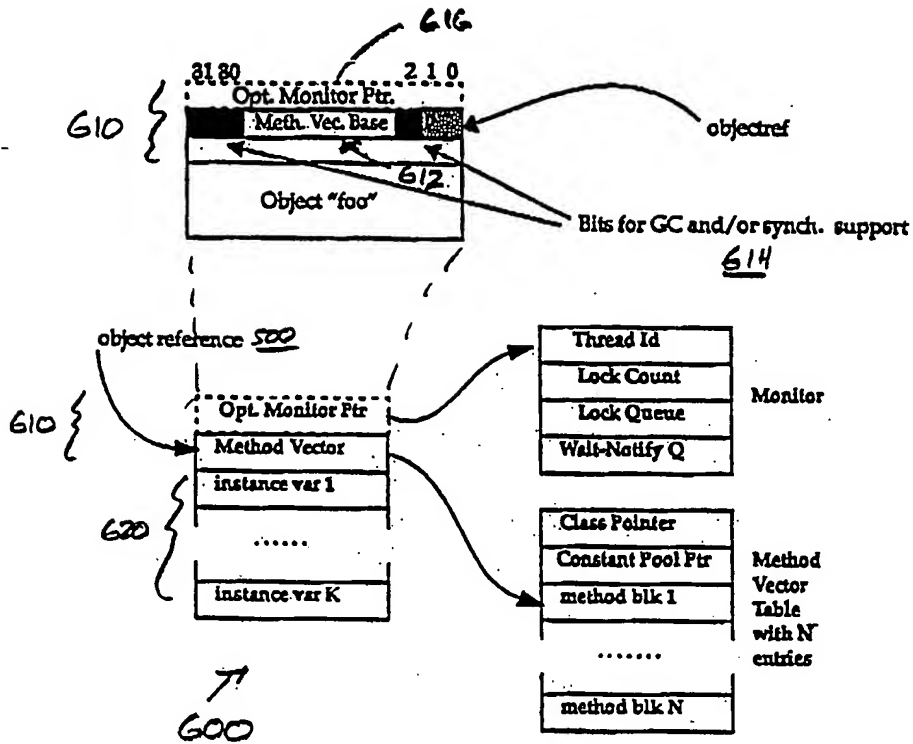 616
31 30 2 1 0
Opt. Monitor Ptr.
610
Meth. Vec. Base
objectref
612
Object "foo"
Bits for GC and/or synch. support
614
object reference 500
Thread Id
Lock Count
Monitor
Opt. Monitor Ptr
610
Lock Queue
Method Vector
Wait-Notify Q
instance var 1
620
Class Pointer
......
Constant Pool Ptr
Method
Vector
Table
with N
entries
method blk 1
instance var K
......
600
method blk N